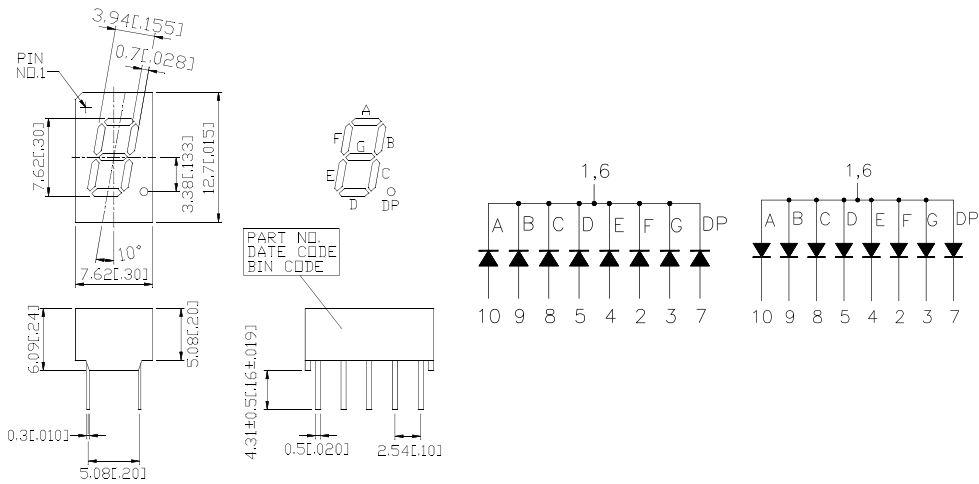 3.94[.155]
0.7[.028]
PIN
NO.1
7.62[.30]
3.38[.133]
12.7[.015]
10°
7.62[.30]
A
F
B
G
E
C
D
DP
PART NO.
DATE CODE
BIN CODE
6.09[.24]
5.08[.20]
0.3[.010]
5.08[.20]
4.31±0.5[.16±.019]
0.5[.020]
2.54[.10]
1,6
A B C D E F G DP
10 9 8 5 4 2 3 7
1,6
A B C D E F G DP
10 9 8 5 4 2 3 7